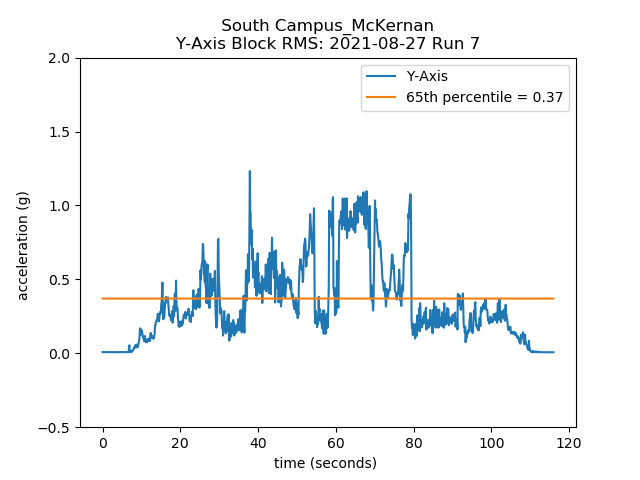 South Campus_McKernan
Y-Axis Block RMS: 2021-08-27 Run 7
Y-Axis
65th percentile = 0.37
acceleration (g)
2.0
1.5
1.0
0.5
0.0
−0.5
0 20 40 60 80 100 120
time (seconds)